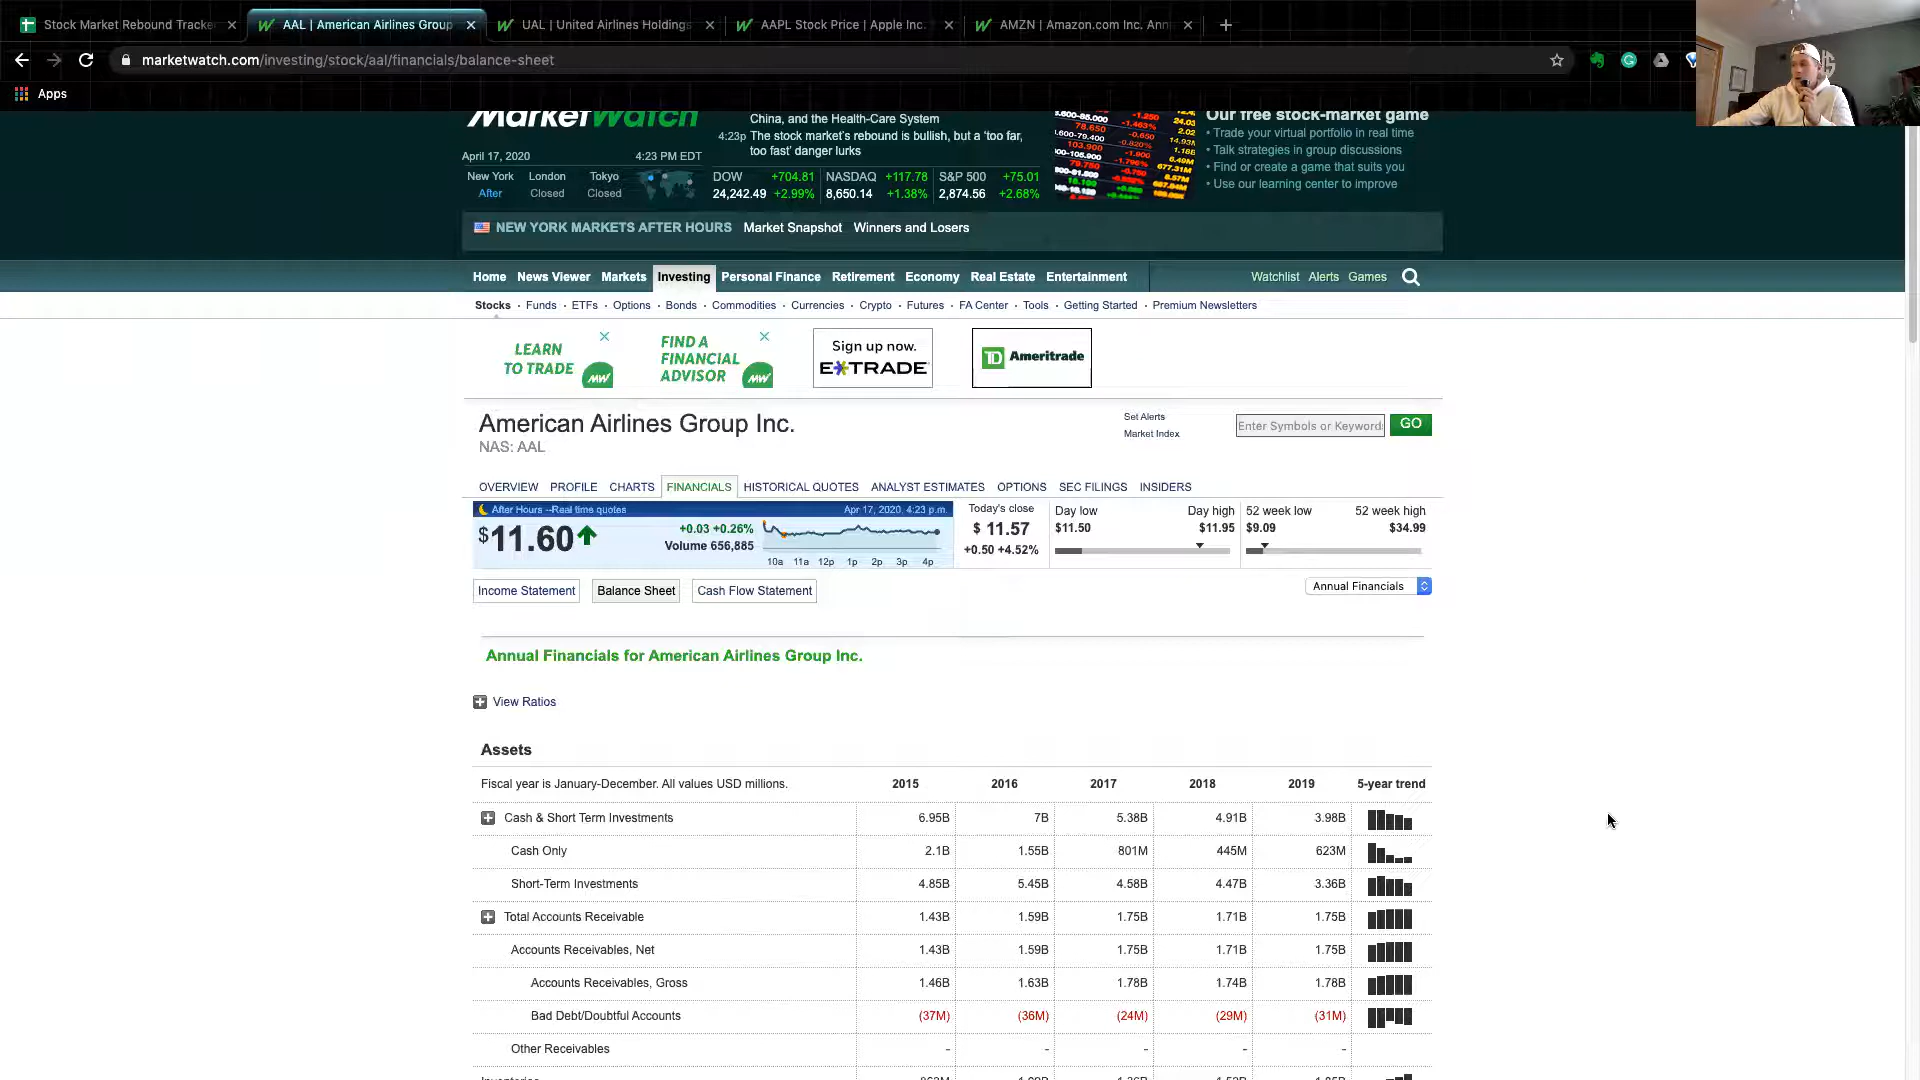 Stock Market Rebound Tracke
AAL | American Airlines Group
UAL | United Airlines Holdings
AAPL Stock Price | Apple Inc.
AMZN | Amazon.com Inc. Ann
marketwatch.com/investing/stock/aal/financials/balance-sheet
Apps
MarketWatch
April 17, 2020 4:23 PM EDT
New York London Tokyo
After Closed Closed
China, and the Health-Care System
4:23p The stock market's rebound is bullish, but a 'too far,
too fast' danger lurks
DOW +704.81 NASDAQ +117.78 S&P 500 +75.01
24,242.49 +2.99% 8,650.14 +1.38% 2,874.56 +2.68%
Our free stock-market game
• Trade your virtual portfolio in real time
• Talk strategies in group discussions
• Find or create a game that suits you
• Use our learning center to improve
NEW YORK MARKETS AFTER HOURS Market Snapshot Winners and Losers
Home News Viewer Markets Investing Personal Finance Retirement Economy Real Estate Entertainment Watchlist Alerts Games
Stocks · Funds · ETFs · Options · Bonds · Commodities · Currencies · Crypto · Futures · FA Center · Tools · Getting Started · Premium Newsletters
LEARN
TO TRADE
MW
FIND A
FINANCIAL
ADVISOR
MW
Sign up now.
E*TRADE
TD Ameritrade
American Airlines Group Inc.
NAS: AAL
Set Alerts
Market Index
Enter Symbols or Keyword
GO
OVERVIEW PROFILE CHARTS FINANCIALS HISTORICAL QUOTES ANALYST ESTIMATES OPTIONS SEC FILINGS INSIDERS
After Hours --Real time quotes Apr 17, 2020, 4:23 p.m.
$11.60
+0.03 +0.26%
Volume 656,885
10a 11a 12p 1p 2p 3p 4p
Today's close
$ 11.57
+0.50 +4.52%
Day low Day high
$11.50 $11.95
52 week low 52 week high
$9.09 $34.99
Income Statement Balance Sheet Cash Flow Statement
Annual Financials
Annual Financials for American Airlines Group Inc.
View Ratios
Assets
Fiscal year is January-December. All values USD millions. 2015 2016 2017 2018 2019 5-year trend
Cash & Short Term Investments 6.95B 7B 5.38B 4.91B 3.98B
Cash Only 2.1B 1.55B 801M 445M 623M
Short-Term Investments 4.85B 5.45B 4.58B 4.47B 3.36B
Total Accounts Receivable 1.43B 1.59B 1.75B 1.71B 1.75B
Accounts Receivables, Net 1.43B 1.59B 1.75B 1.71B 1.75B
Accounts Receivables, Gross 1.46B 1.63B 1.78B 1.74B 1.78B
Bad Debt/Doubtful Accounts (37M) (36M) (24M) (29M) (31M)
Other Receivables - - - - -